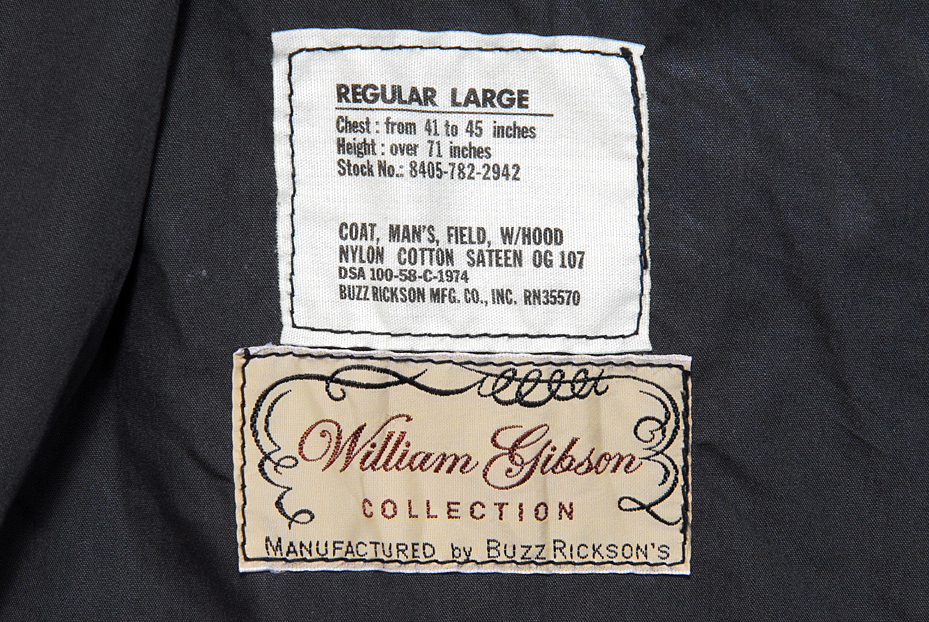 REGULAR LARGE
Chest : from 41 to 45 inches
Height : over 71 inches
Stock No.: 8405-782-2942
COAT, MAN'S, FIELD, W/HOOD
NYLON COTTON SATEEN OG 107
DSA 100-58-C-1974
BUZZ RICKSON MFG. CO., INC. RN35570
William Gibson
COLLECTION
MANUFACTURED by BUZZ RICKSON'S